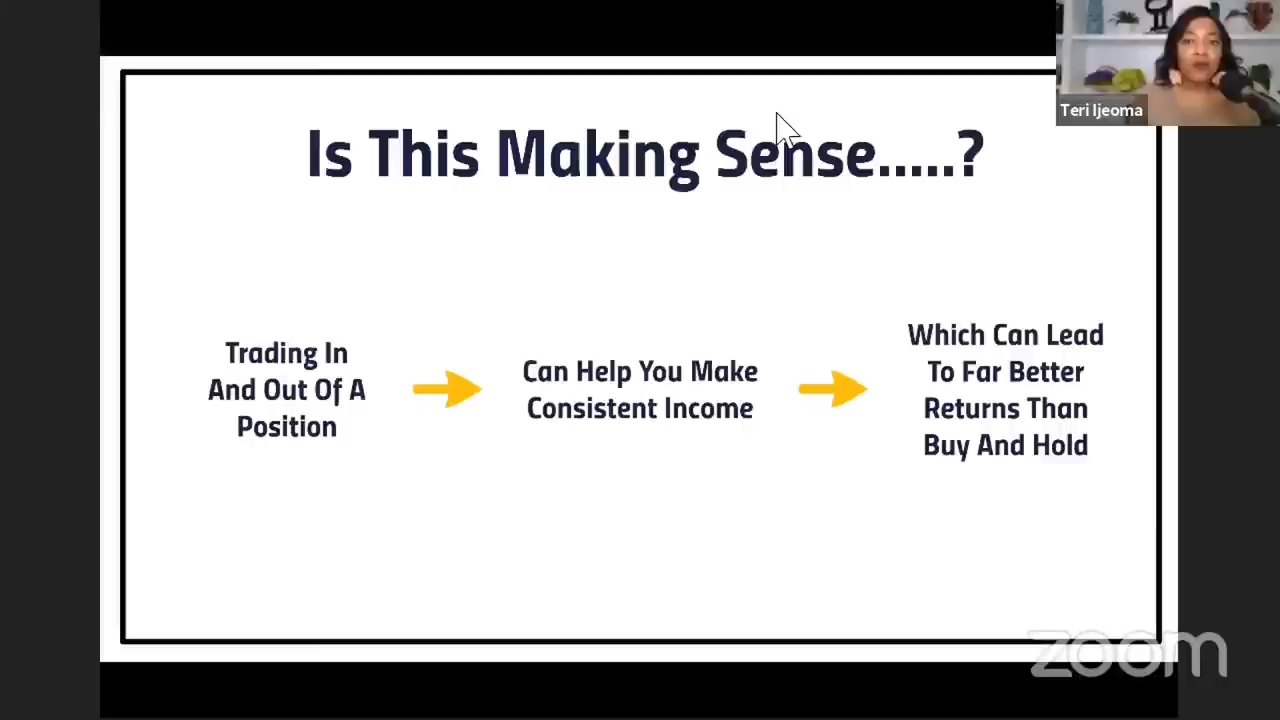 Teri Ijeoma
Is This Making Sense.....?
Trading In
And Out Of A
Position
Can Help You Make
Consistent Income
Which Can Lead
To Far Better
Returns Than
Buy And Hold
zoom